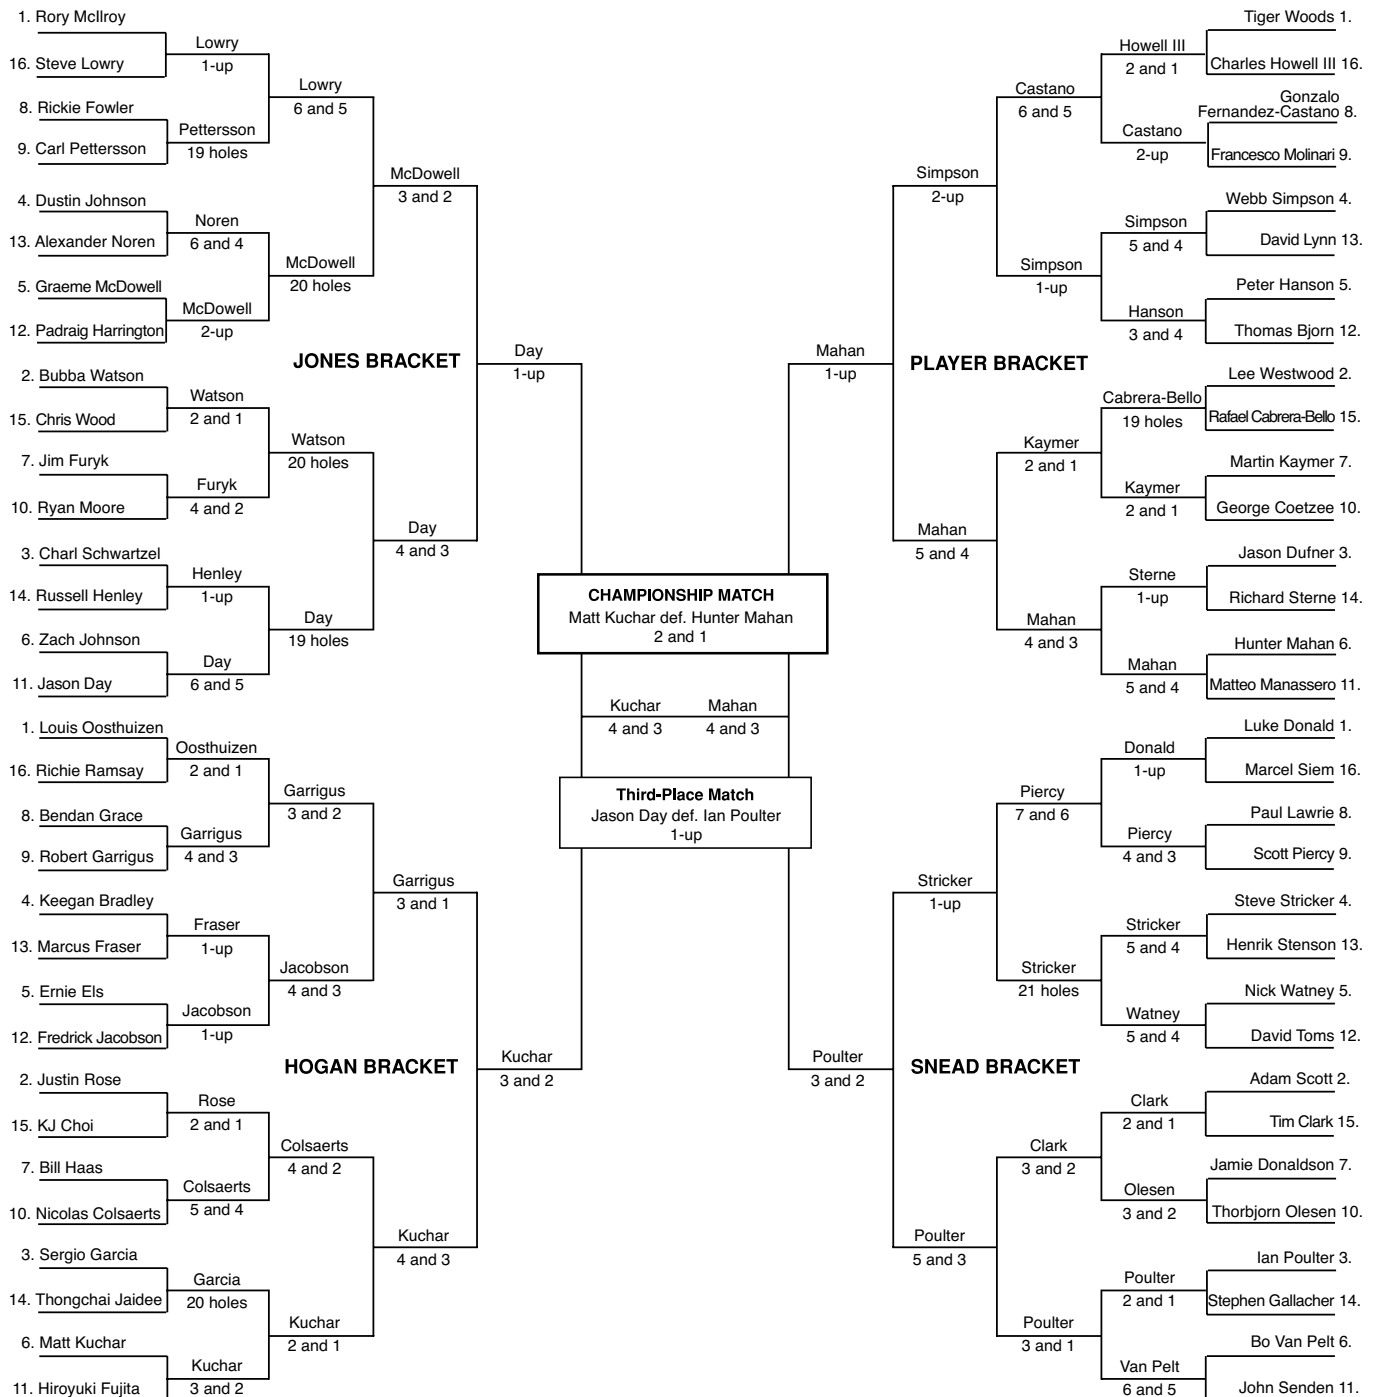 1. Rory McIlroy
Lowry
16. Steve Lowry
1-up
Lowry
6 and 5
8. Rickie Fowler
Pettersson
9. Carl Pettersson
19 holes
McDowell
3 and 2
4. Dustin Johnson
Noren
13. Alexander Noren
6 and 4
McDowell
20 holes
5. Graeme McDowell
McDowell
12. Padraig Harrington
2-up
JONES BRACKET
Day
1-up
2. Bubba Watson
Watson
15. Chris Wood
2 and 1
Watson
20 holes
7. Jim Furyk
Furyk
10. Ryan Moore
4 and 2
Day
4 and 3
3. Charl Schwartzel
Henley
14. Russell Henley
1-up
Day
19 holes
6. Zach Johnson
Day
11. Jason Day
6 and 5
1. Louis Oosthuizen
Oosthuizen
16. Richie Ramsay
2 and 1
Garrigus
3 and 2
8. Bendan Grace
Garrigus
9. Robert Garrigus
4 and 3
Garrigus
3 and 1
4. Keegan Bradley
Fraser
13. Marcus Fraser
1-up
Jacobson
4 and 3
5. Ernie Els
Jacobson
12. Fredrick Jacobson
1-up
HOGAN BRACKET
Kuchar
3 and 2
2. Justin Rose
Rose
15. KJ Choi
2 and 1
Colsaerts
4 and 2
7. Bill Haas
Colsaerts
10. Nicolas Colsaerts
5 and 4
Kuchar
4 and 3
3. Sergio Garcia
Garcia
14. Thongchai Jaidee
20 holes
Kuchar
2 and 1
6. Matt Kuchar
Kuchar
11. Hiroyuki Fujita
3 and 2
CHAMPIONSHIP MATCH
Matt Kuchar def. Hunter Mahan
2 and 1
Kuchar Mahan
4 and 3 4 and 3
Third-Place Match
Jason Day def. Ian Poulter
1-up
Tiger Woods 1.
Howell III
2 and 1
Charles Howell III 16.
Castano
6 and 5
Gonzalo
Fernandez-Castano 8.
Castano
2-up
Francesco Molinari 9.
Simpson
2-up
Webb Simpson 4.
Simpson
5 and 4
David Lynn 13.
Simpson
1-up
Peter Hanson 5.
Hanson
3 and 4
Thomas Bjorn 12.
Mahan
1-up
PLAYER BRACKET
Lee Westwood 2.
Cabrera-Bello
19 holes
Rafael Cabrera-Bello 15.
Kaymer
2 and 1
Martin Kaymer 7.
Kaymer
2 and 1
George Coetzee 10.
Mahan
5 and 4
Jason Dufner 3.
Sterne
1-up
Richard Sterne 14.
Mahan
4 and 3
Hunter Mahan 6.
Mahan
5 and 4
Matteo Manassero 11.
Luke Donald 1.
Donald
1-up
Marcel Siem 16.
Piercy
7 and 6
Paul Lawrie 8.
Piercy
4 and 3
Scott Piercy 9.
Stricker
1-up
Steve Stricker 4.
Stricker
5 and 4
Henrik Stenson 13.
Stricker
21 holes
Nick Watney 5.
Watney
5 and 4
David Toms 12.
Poulter
3 and 2
SNEAD BRACKET
Adam Scott 2.
Clark
2 and 1
Tim Clark 15.
Clark
3 and 2
Jamie Donaldson 7.
Olesen
3 and 2
Thorbjorn Olesen 10.
Poulter
5 and 3
Ian Poulter 3.
Poulter
2 and 1
Stephen Gallacher 14.
Poulter
3 and 1
Bo Van Pelt 6.
Van Pelt
6 and 5
John Senden 11.